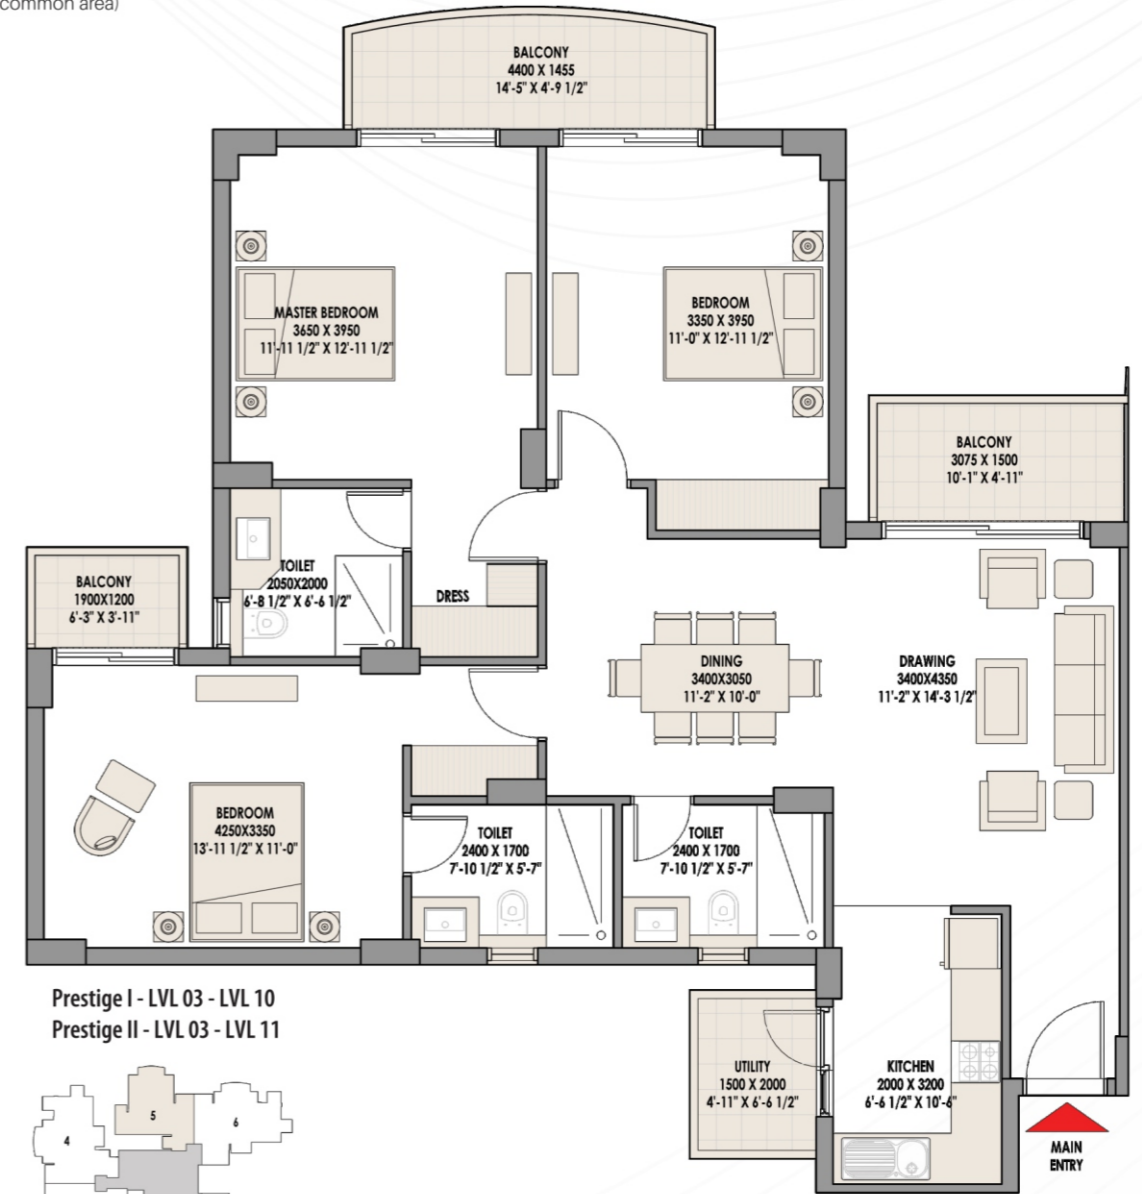 common area)
BALCONY
4400 X 1455
14'-5" X 4'-9 1/2"
MASTER BEDROOM
3650 X 3950
11'-11 1/2" X 12'-11 1/2"
BEDROOM
3350 X 3950
11'-0" X 12'-11 1/2"
BALCONY
3075 X 1500
10'-1" X 4'-11"
BALCONY
1900X1200
6'-3" X 3'-11"
TOILET
2050X2000
6'-8 1/2" X 6'-6 1/2"
DRESS
DINING
3400X3050
11'-2" X 10'-0"
DRAWING
3400X4350
11'-2" X 14'-3 1/2"
BEDROOM
4250X3350
13'-11 1/2" X 11'-0"
TOILET
2400 X 1700
7'-10 1/2" X 5'-7"
TOILET
2400 X 1700
7'-10 1/2" X 5'-7"
Prestige I - LVL 03 - LVL 10
Prestige II - LVL 03 - LVL 11
UTILITY
1500 X 2000
4'-11" X 6'-6 1/2"
KITCHEN
2000 X 3200
6'-6 1/2" X 10'-6"
MAIN
ENTRY
4
5
6